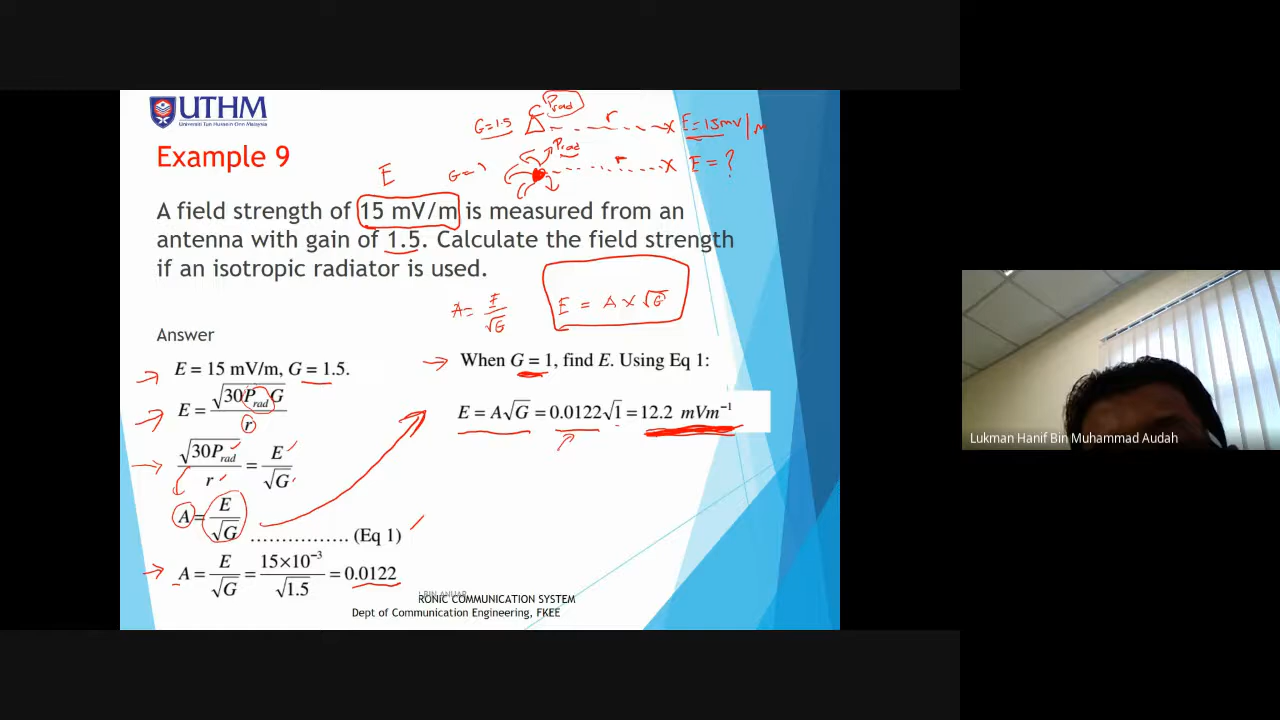 UTHM
Universiti Tun Hussein Onn Malaysia
Prad
G=1.5
r
E=15mV/m
Prad
G=1
r
E=?
Example 9
E
A field strength of 15 mV/m is measured from an
antenna with gain of 1.5. Calculate the field strength
if an isotropic radiator is used.
A = E/√G
E = A × √G
Answer
E = 15 mV/m, G = 1.5.
E = √30PradG / r
√30Prad / r = E / √G
A = E / √G
................ (Eq 1)
A = E / √G = 15×10⁻³ / √1.5 = 0.0122
When G = 1, find E. Using Eq 1:
E = A√G = 0.0122√1 = 12.2 mVm⁻¹
RONIC COMMUNICATION SYSTEM
Dept of Communication Engineering, FKEE
Lukman Hanif Bin Muhammad Audah